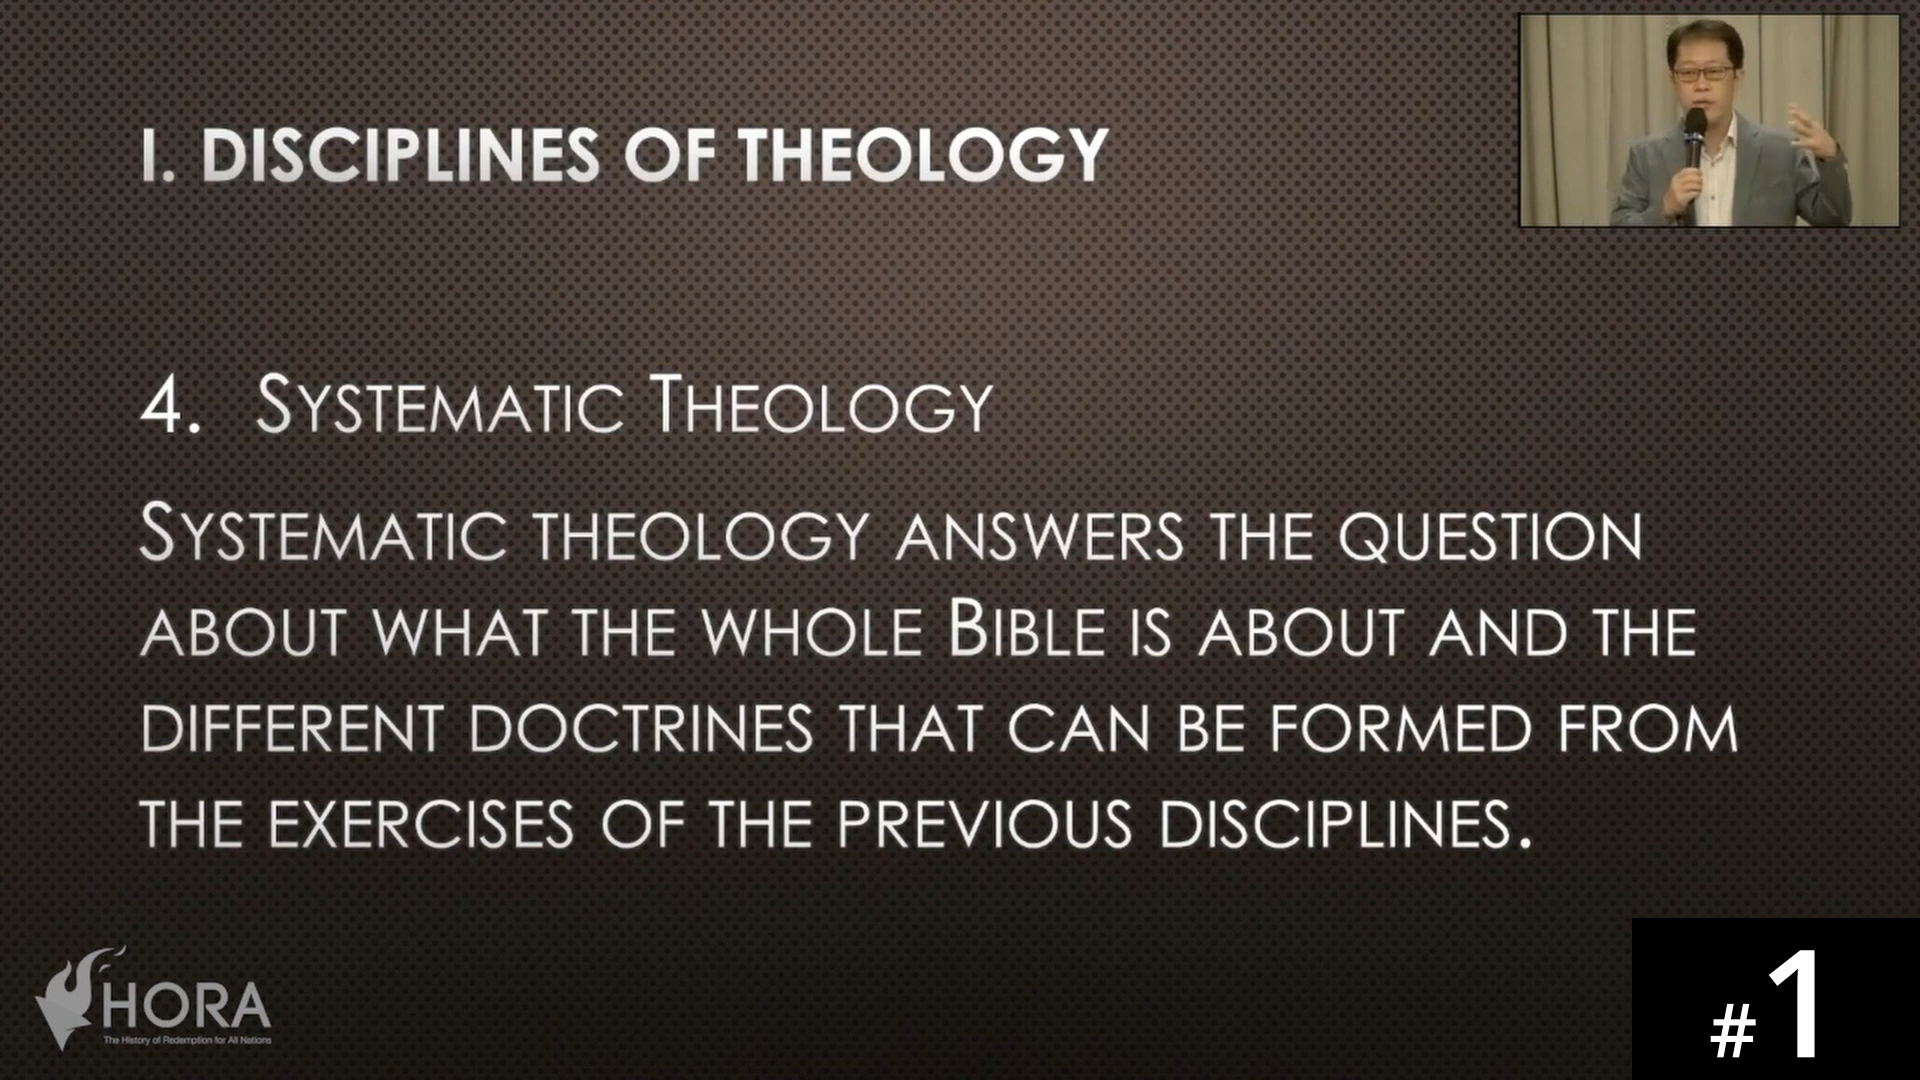 I. DISCIPLINES OF THEOLOGY
4. SYSTEMATIC THEOLOGY
SYSTEMATIC THEOLOGY ANSWERS THE QUESTION
ABOUT WHAT THE WHOLE BIBLE IS ABOUT AND THE
DIFFERENT DOCTRINES THAT CAN BE FORMED FROM
THE EXERCISES OF THE PREVIOUS DISCIPLINES.
HORA
The History of Redemption for All Nations
#1